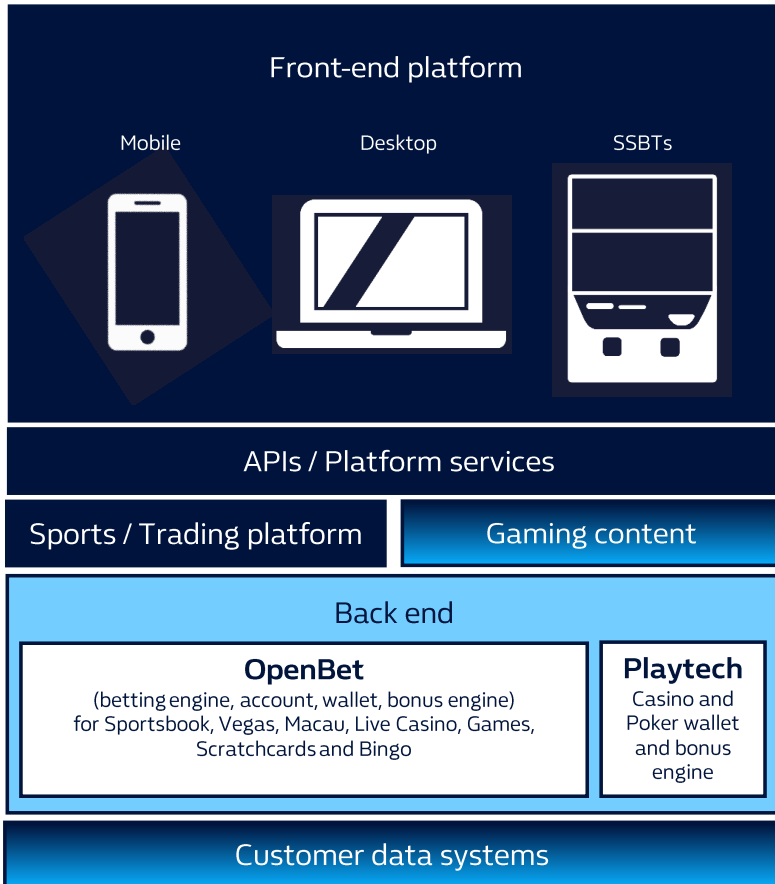 Front-end platform
Mobile
Desktop
SSBTs
APIs / Platform services
Sports / Trading platform
Gaming content
Back end
OpenBet
(betting engine, account, wallet, bonus engine)
for Sportsbook, Vegas, Macau, Live Casino, Games,
Scratchcards and Bingo
Playtech
Casino and
Poker wallet
and bonus
engine
Customer data systems